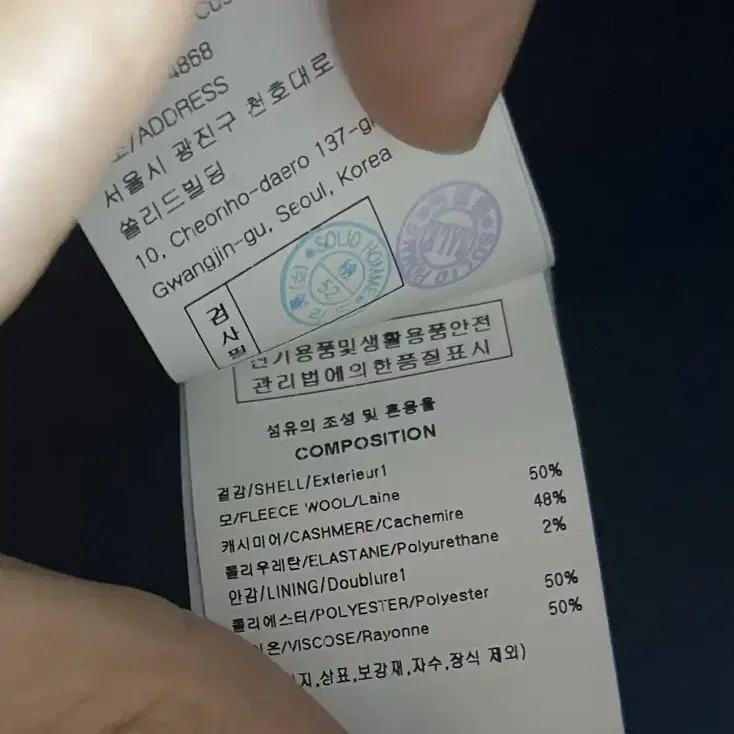 4868
/ADDRESS
서울시 광진구 천호대로
쏠리드빌딩
10, Cheonho-daero 137-gi
Gwangjin-gu, Seoul, Korea
검사필
SOLID HOMME
52
기용품및생활용품안전
관리법에의한품질표시
섬유의 조성 및 혼용율
COMPOSITION
겉감/SHELL/Exterieur1
모/FLEECE WOOL/Laine 50%
캐시미어/CASHMERE/Cachemire 48%
폴리우레탄/ELASTANE/Polyurethane 2%
안감/LINING/Doublure1
폴리에스터/POLYESTER/Polyester 50%
온/VISCOSE/Rayonne 50%
지,상표,보강재,자수,장식 제외)